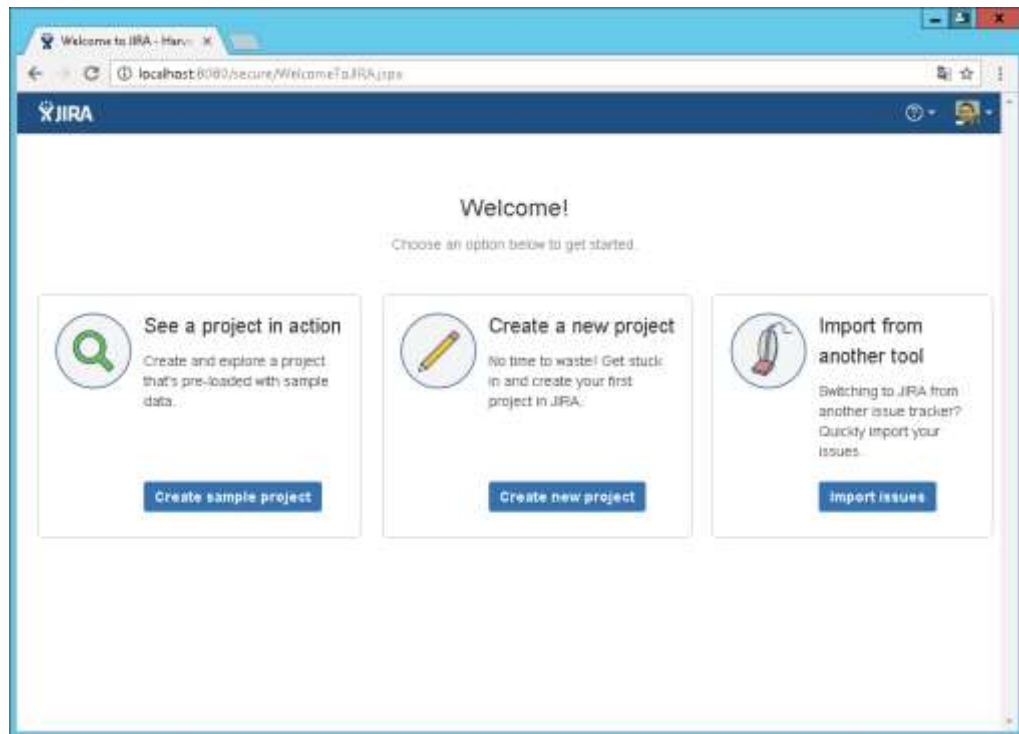 Welcome to JIRA - Harv
localhost:8080/secure/WelcomeToJIRA.jspa
JIRA
Welcome!
Choose an option below to get started.
See a project in action
Create and explore a project
that's pre-loaded with sample
data.
Create sample project
Create a new project
No time to waste! Get stuck
in and create your first
project in JIRA.
Create new project
Import from
another tool
Switching to JIRA from
another issue tracker?
Quickly import your
issues.
Import issues